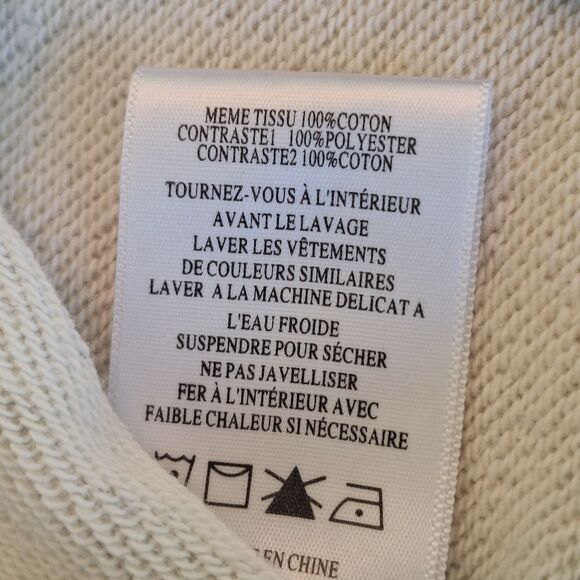 MEME TISSU 100%COTON
CONTRASTE1 100%POLYESTER
CONTRASTE2 100%COTON
TOURNEZ-VOUS À L'INTÉRIEUR
AVANT LE LAVAGE
LAVER LES VÊTEMENTS
DE COULEURS SIMILAIRES
LAVER A LA MACHINE DELICAT A
L'EAU FROIDE
SUSPENDRE POUR SÉCHER
NE PAS JAVELLISER
FER À L'INTÉRIEUR AVEC
FAIBLE CHALEUR SI NÉCESSAIRE
EN CHINE